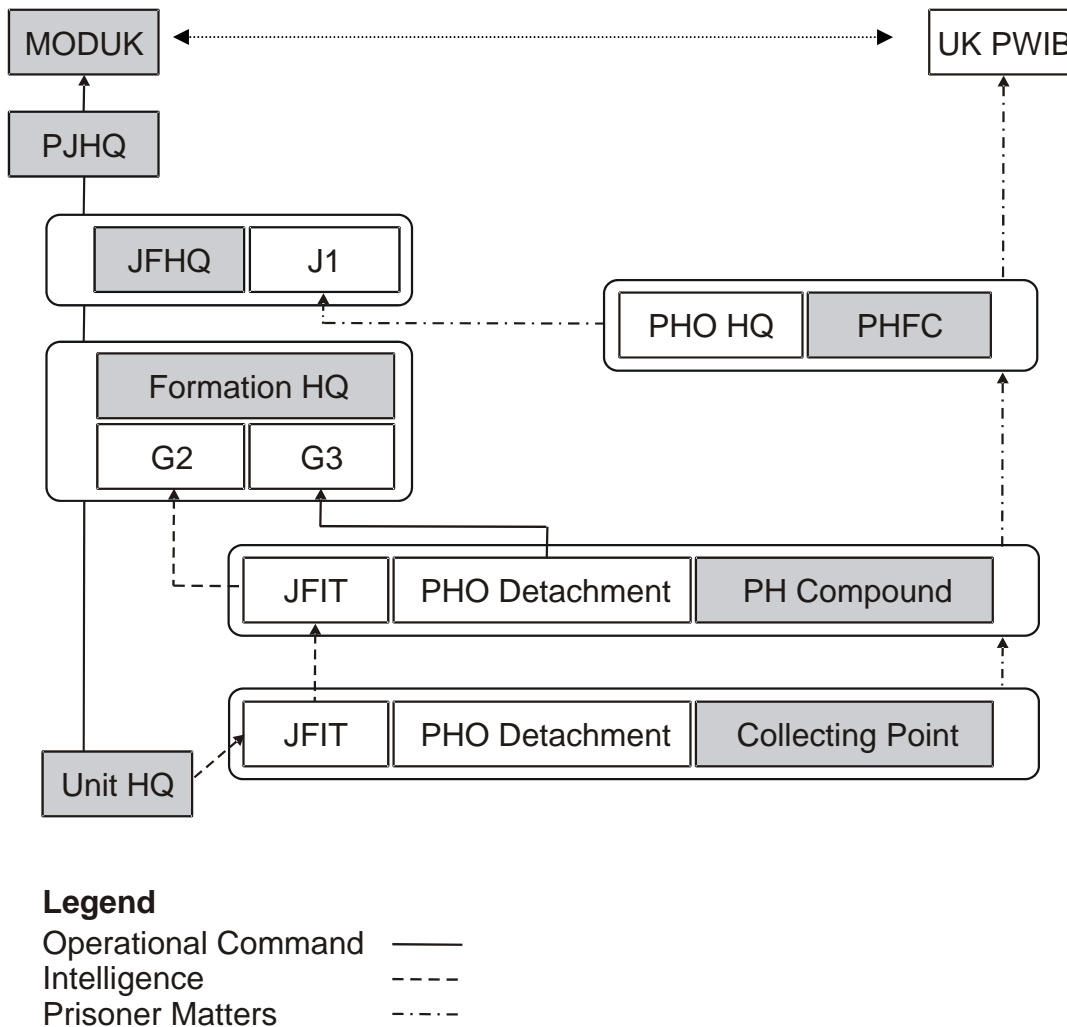 MODUK
UK PWIB
PJHQ
JFHQ J1
PHO HQ PHFC
Formation HQ
G2 G3
JFIT PHO Detachment PH Compound
JFIT PHO Detachment Collecting Point
Unit HQ
Legend
Operational Command
Intelligence
Prisoner Matters